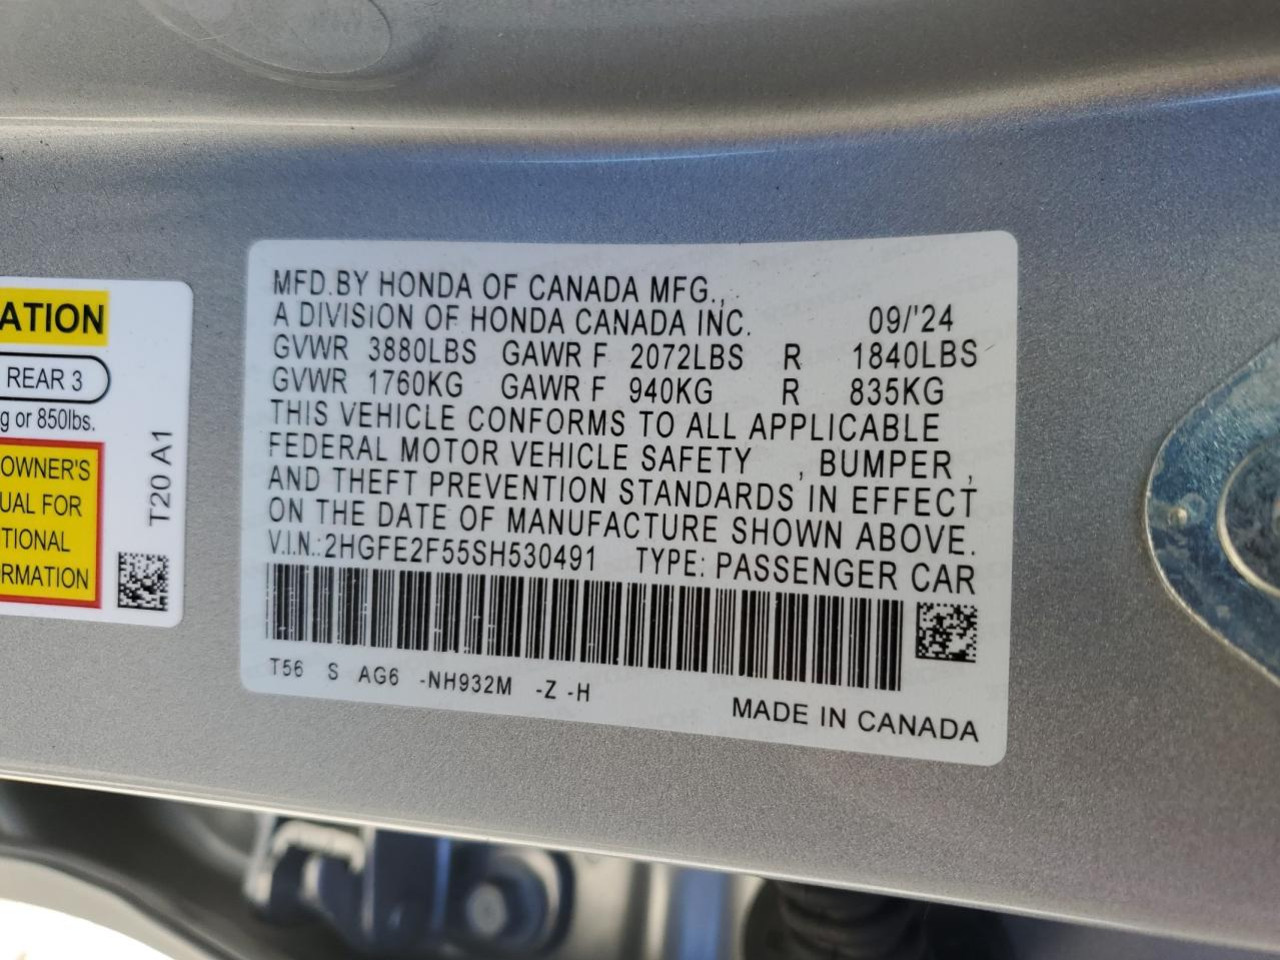 ATION
REAR 3
g or 850lbs.
OWNER'S
UAL FOR
TIONAL
ORMATION
T20 A1
MFD.BY HONDA OF CANADA MFG.,
A DIVISION OF HONDA CANADA INC. 09/'24
GVWR 3880LBS GAWR F 2072LBS R 1840LBS
GVWR 1760KG GAWR F 940KG R 835KG
THIS VEHICLE CONFORMS TO ALL APPLICABLE
FEDERAL MOTOR VEHICLE SAFETY , BUMPER ,
AND THEFT PREVENTION STANDARDS IN EFFECT
ON THE DATE OF MANUFACTURE SHOWN ABOVE.
V.I.N.:2HGFE2F55SH530491 TYPE: PASSENGER CAR
T56 S AG6 -NH932M -Z -H
MADE IN CANADA